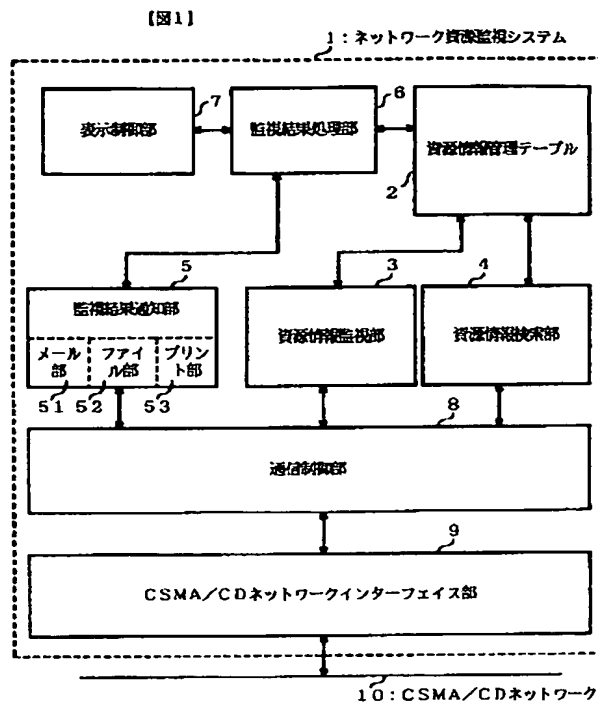 【図1】
1:ネットワーク資源監視システム
7
表示制御部
6
監視結果処理部
資源情報管理テーブル
2
5
監視結果通知部
メール部
ファイル部
プリント部
51
52
53
3
資源情報監視部
4
資源情報検索部
8
通信制御部
9
CSMA/CDネットワークインターフェイス部
10:CSMA/CDネットワーク